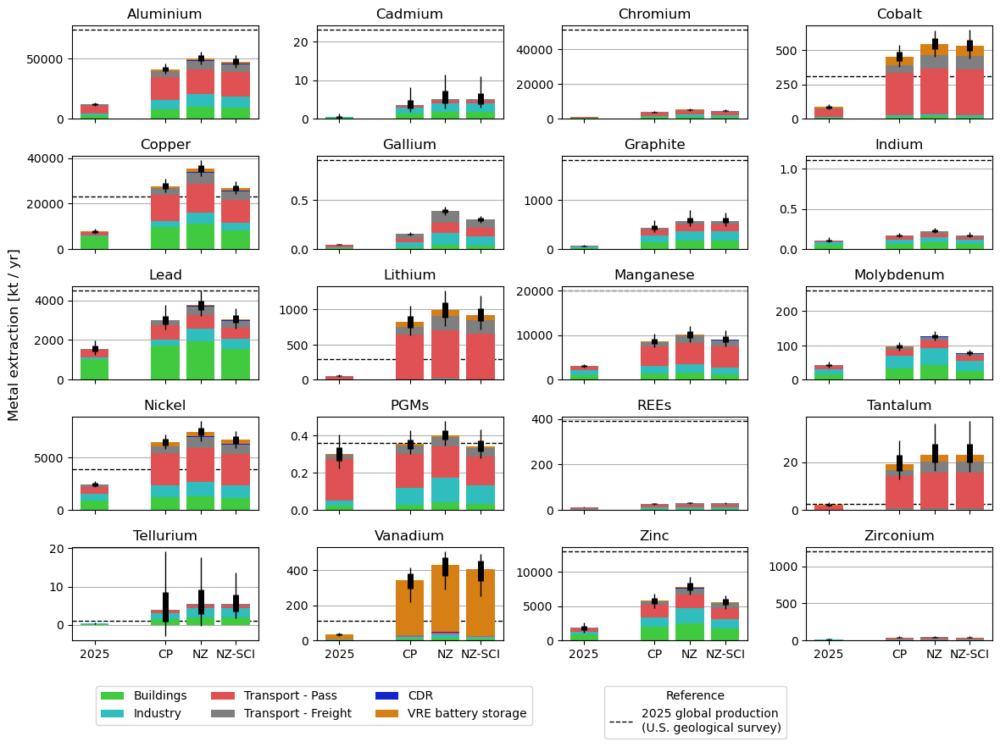 Aluminium
Cadmium
Chromium
Cobalt
50000
0
20
10
0
40000
20000
0
500
250
0
Copper
Gallium
Graphite
Indium
40000
20000
0
0.5
0.0
1000
0
1.0
0.5
0.0
Metal extraction [kt / yr]
Lead
Lithium
Manganese
Molybdenum
4000
2000
0
1000
500
0
20000
10000
0
200
100
0
Nickel
PGMs
REEs
Tantalum
5000
0
0.4
0.2
0.0
400
200
0
20
0
Tellurium
Vanadium
Zinc
Zirconium
20
10
0
400
200
0
10000
5000
0
1000
500
0
2025 CP NZ NZ-SCI
2025 CP NZ NZ-SCI
2025 CP NZ NZ-SCI
2025 CP NZ NZ-SCI
Buildings
Industry
Transport - Pass
Transport - Freight
CDR
VRE battery storage
Reference
2025 global production
(U.S. geological survey)